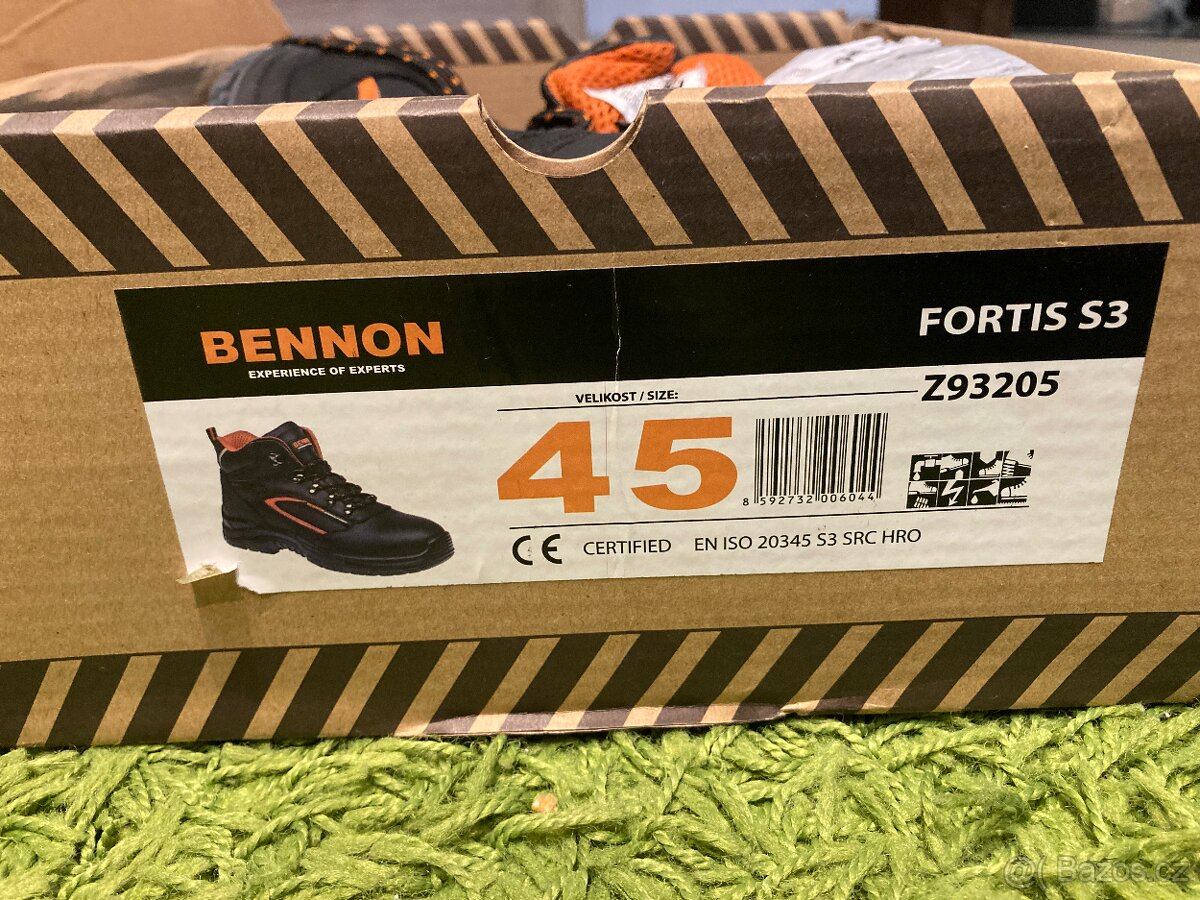 BENNON
EXPERIENCE OF EXPERTS
FORTIS S3
Z93205
VELIKOST / SIZE:
45
8 592732 006044
CE CERTIFIED EN ISO 20345 S3 SRC HRO
BENNON
Bazos.cz